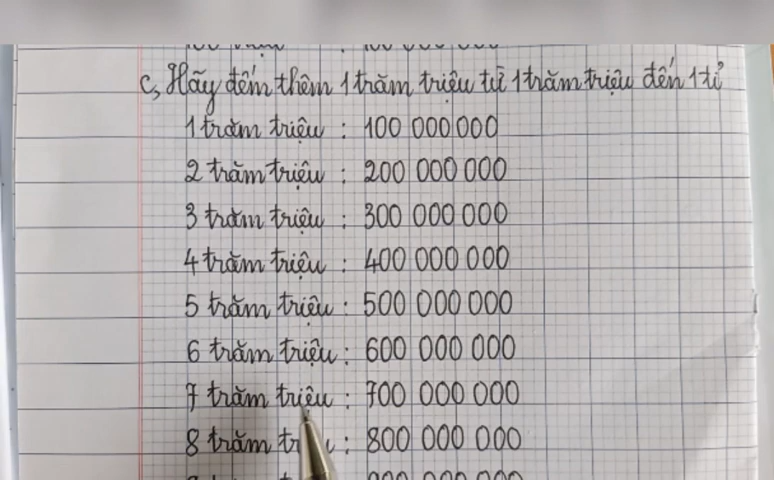 c, Hãy đếm thêm 1 trăm triệu từ 1 trăm triệu đến 1 tỉ
1 trăm triệu : 100 000 000
2 trăm triệu : 200 000 000
3 trăm triệu : 300 000 000
4 trăm triệu : 400 000 000
5 trăm triệu : 500 000 000
6 trăm triệu : 600 000 000
7 trăm triệu : 700 000 000
8 trăm : 800 000 000